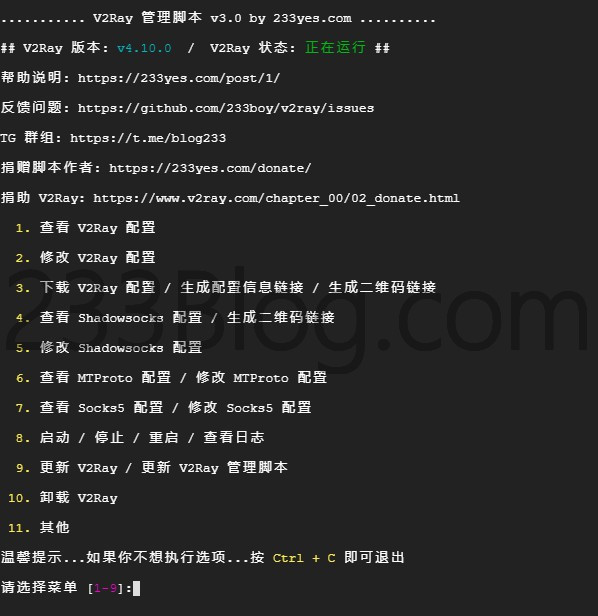 ........... V2Ray 管理脚本 v3.0 by 233yes.com ..........
## V2Ray 版本: v4.10.0  /  V2Ray 状态: 正在运行 ##
帮助说明: https://233yes.com/post/1/
反馈问题: https://github.com/233boy/v2ray/issues
TG 群组: https://t.me/blog233
捐赠脚本作者: https://233yes.com/donate/
捐助 V2Ray: https://www.v2ray.com/chapter_00/02_donate.html
1. 查看 V2Ray 配置
2. 修改 V2Ray 配置
3. 下载 V2Ray 配置 / 生成配置信息链接 / 生成二维码链接
4. 查看 Shadowsocks 配置 / 生成二维码链接
5. 修改 Shadowsocks 配置
6. 查看 MTProto 配置 / 修改 MTProto 配置
7. 查看 Socks5 配置 / 修改 Socks5 配置
8. 启动 / 停止 / 重启 / 查看日志
9. 更新 V2Ray / 更新 V2Ray 管理脚本
10. 卸载 V2Ray
11. 其他
温馨提示...如果你不想执行选项...按 Ctrl + C 即可退出
请选择菜单 [1-9]:
233Blog.com